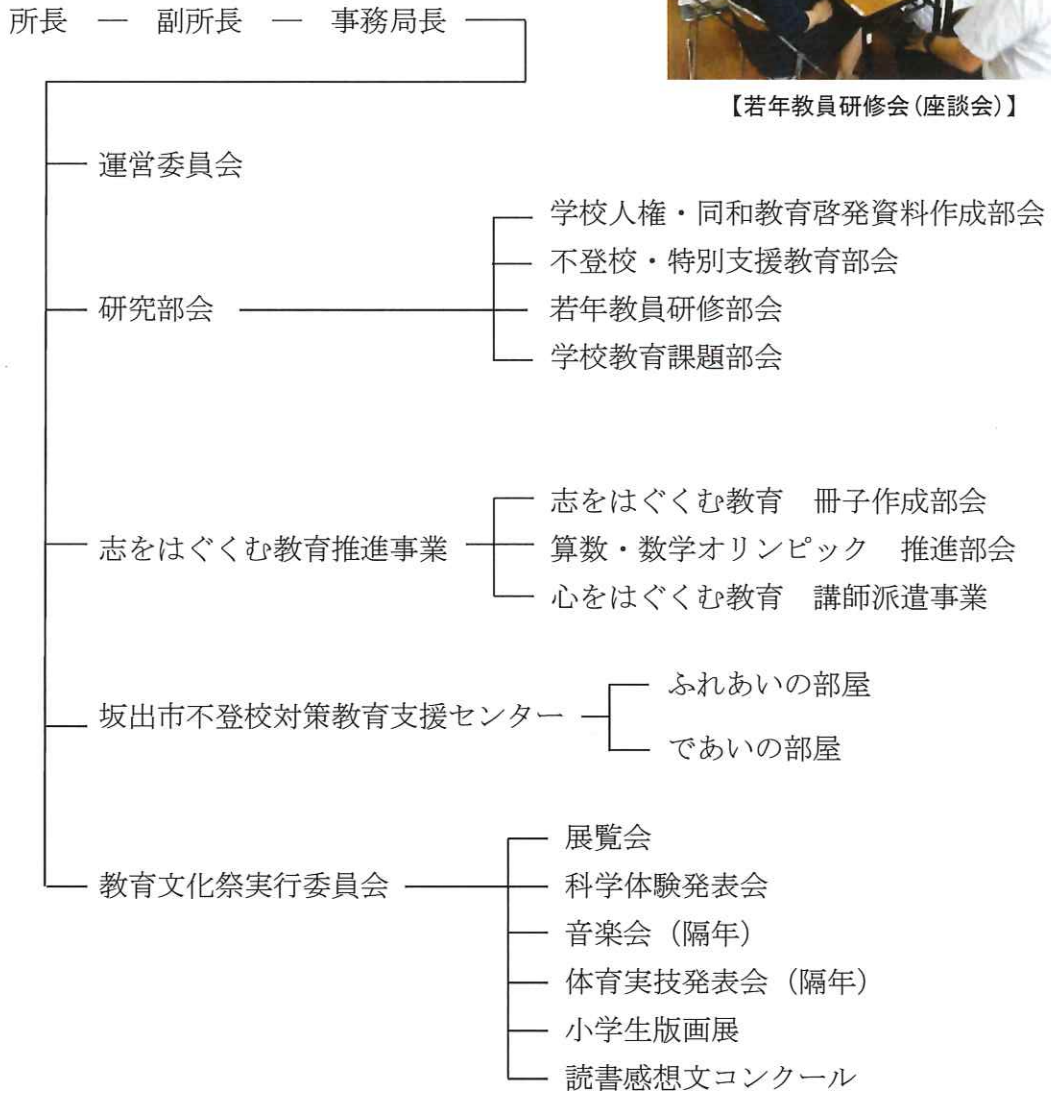 所長 ― 副所長 ― 事務局長
【若年教員研修会(座談会)】
運営委員会
学校人権・同和教育啓発資料作成部会
不登校・特別支援教育部会
研究部会
若年教員研修部会
学校教育課題部会
志をはぐくむ教育　冊子作成部会
志をはぐくむ教育推進事業
算数・数学オリンピック　推進部会
心をはぐくむ教育　講師派遣事業
ふれあいの部屋
坂出市不登校対策教育支援センター
であいの部屋
展覧会
教育文化祭実行委員会
科学体験発表会
音楽会（隔年）
体育実技発表会（隔年）
小学生版画展
読書感想文コンクール